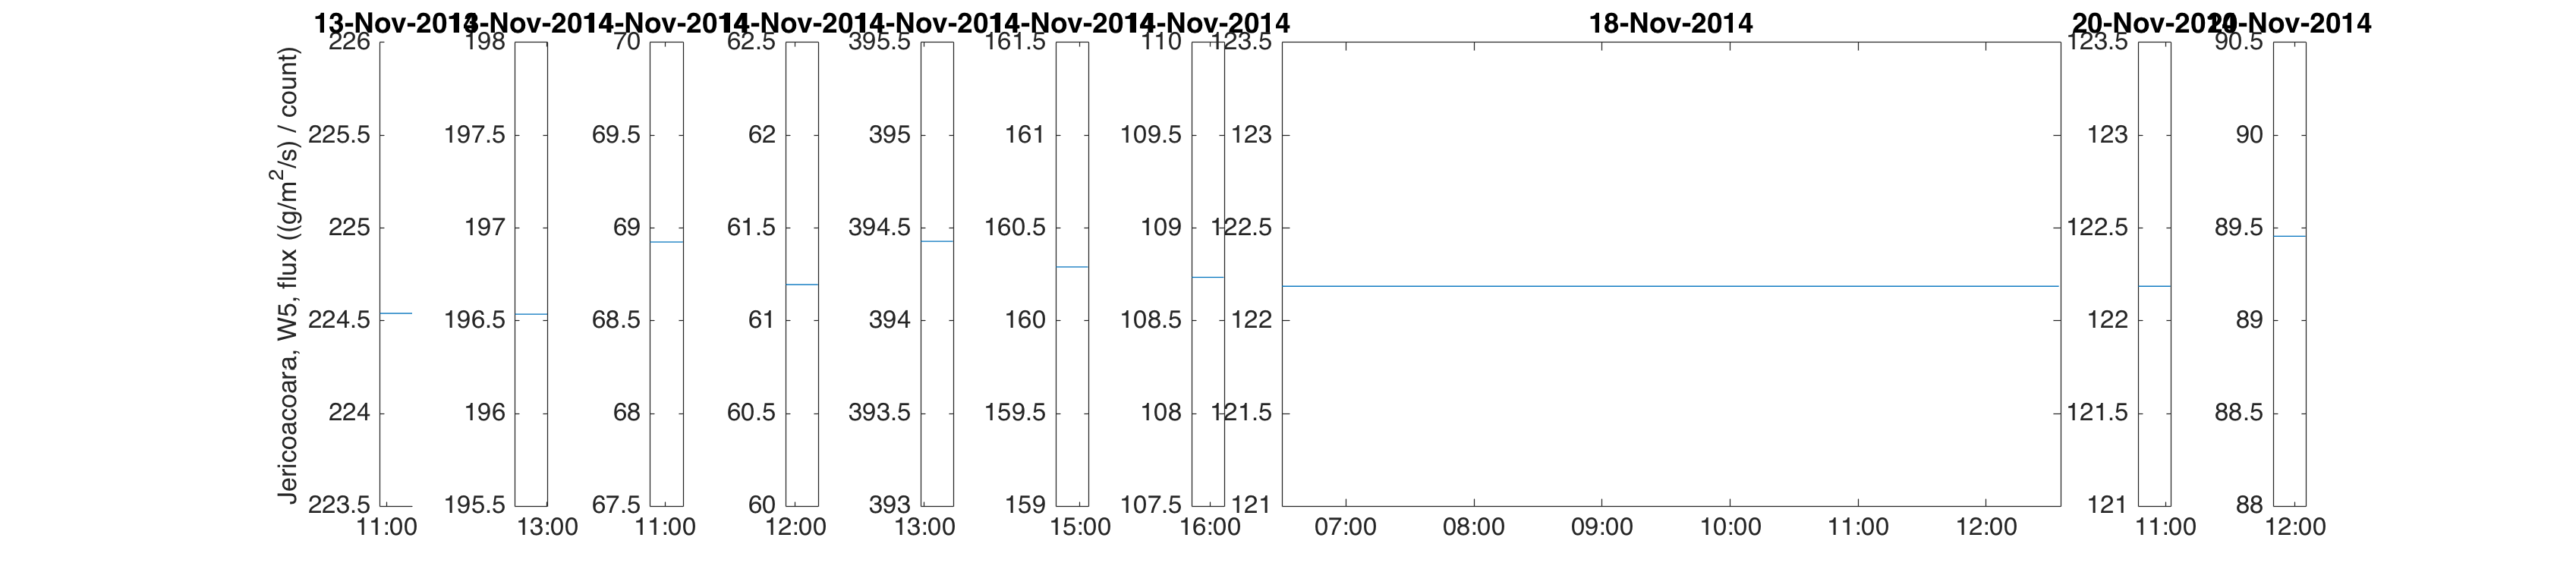 13-Nov-2014 13-Nov-2014 14-Nov-2014 14-Nov-2014 14-Nov-2014 14-Nov-2014 14-Nov-2014 18-Nov-2014 20-Nov-2014 20-Nov-2014
Jericoacoara, W5, flux ((g/m2/s) / count)
226 198 70 62.5 395.5 161.5 110 123.5 123.5 90.5
225.5 197.5 69.5 62 395 161 109.5 123 123 90
225 197 69 61.5 394.5 160.5 109 122.5 122.5 89.5
224.5 196.5 68.5 61 394 160 108.5 122 122 89
224 196 68 60.5 393.5 159.5 108 121.5 121.5 88.5
223.5 195.5 67.5 60 393 159 107.5 121 121 88
11:00 13:00 11:00 12:00 13:00 15:00 16:00 07:00 08:00 09:00 10:00 11:00 12:00 11:00 12:00